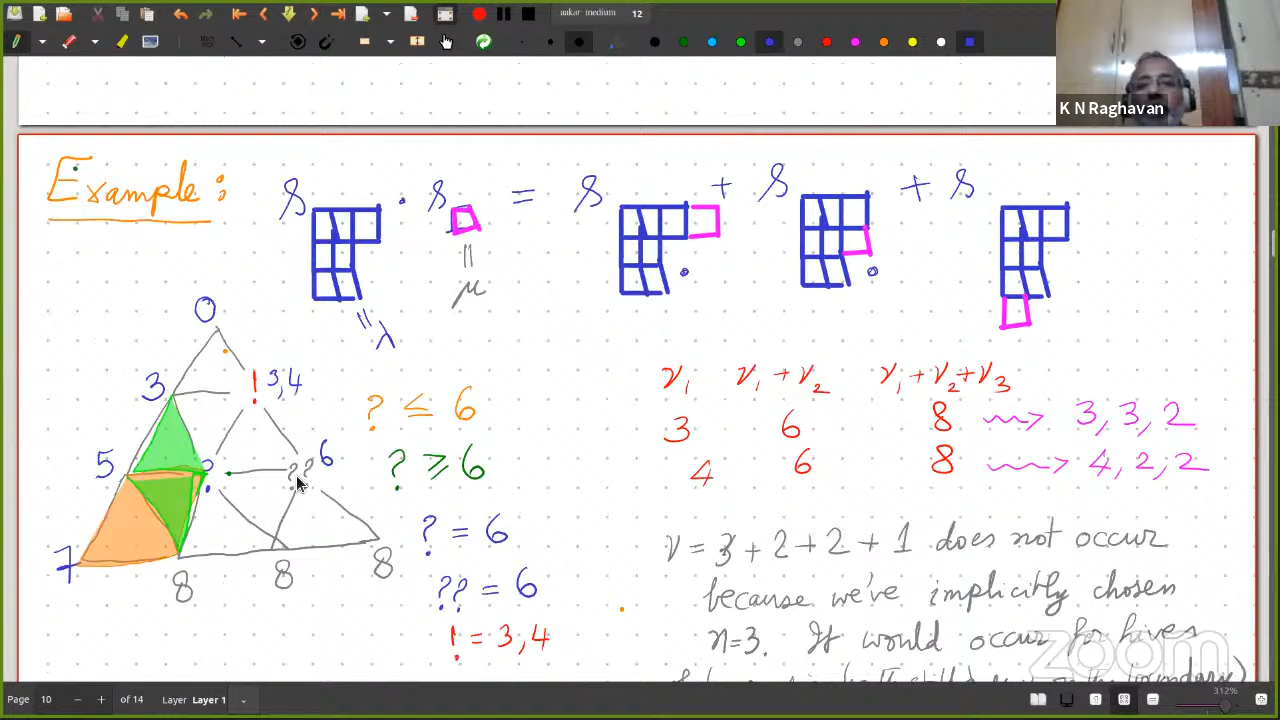 aakar medium 12
K N Raghavan
Example: s · s = s + s + s
||
μ
|| λ
0
3 ! 3,4
5 ? ?? 6
7 8 8 8
? ≤ 6
? ≥ 6
? = 6
?? = 6
! = 3,4
ν₁ ν₁ + ν₂ ν₁ + ν₂ + ν₃
3 6 8 ⟿ 3, 3, 2
4 6 8 ⟿ 4, 2, 2
ν = 3 + 2 + 2 + 1 does not occur
because we've implicitly chosen
n=3. It would occur for hives
zoom
Page 10 of 14 Layer Layer 1
312%